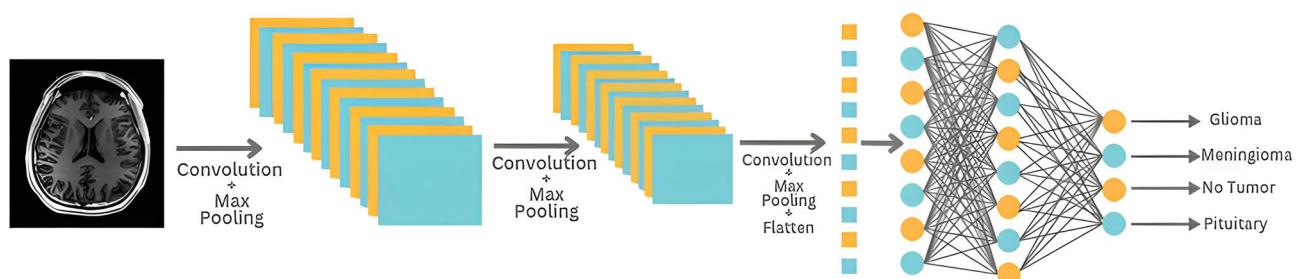 Convolution
+
Max
Pooling
Convolution
+
Max
Pooling
Convolution
+
Max
Pooling
+
Flatten
Glioma
Meningioma
No Tumor
Pituitary